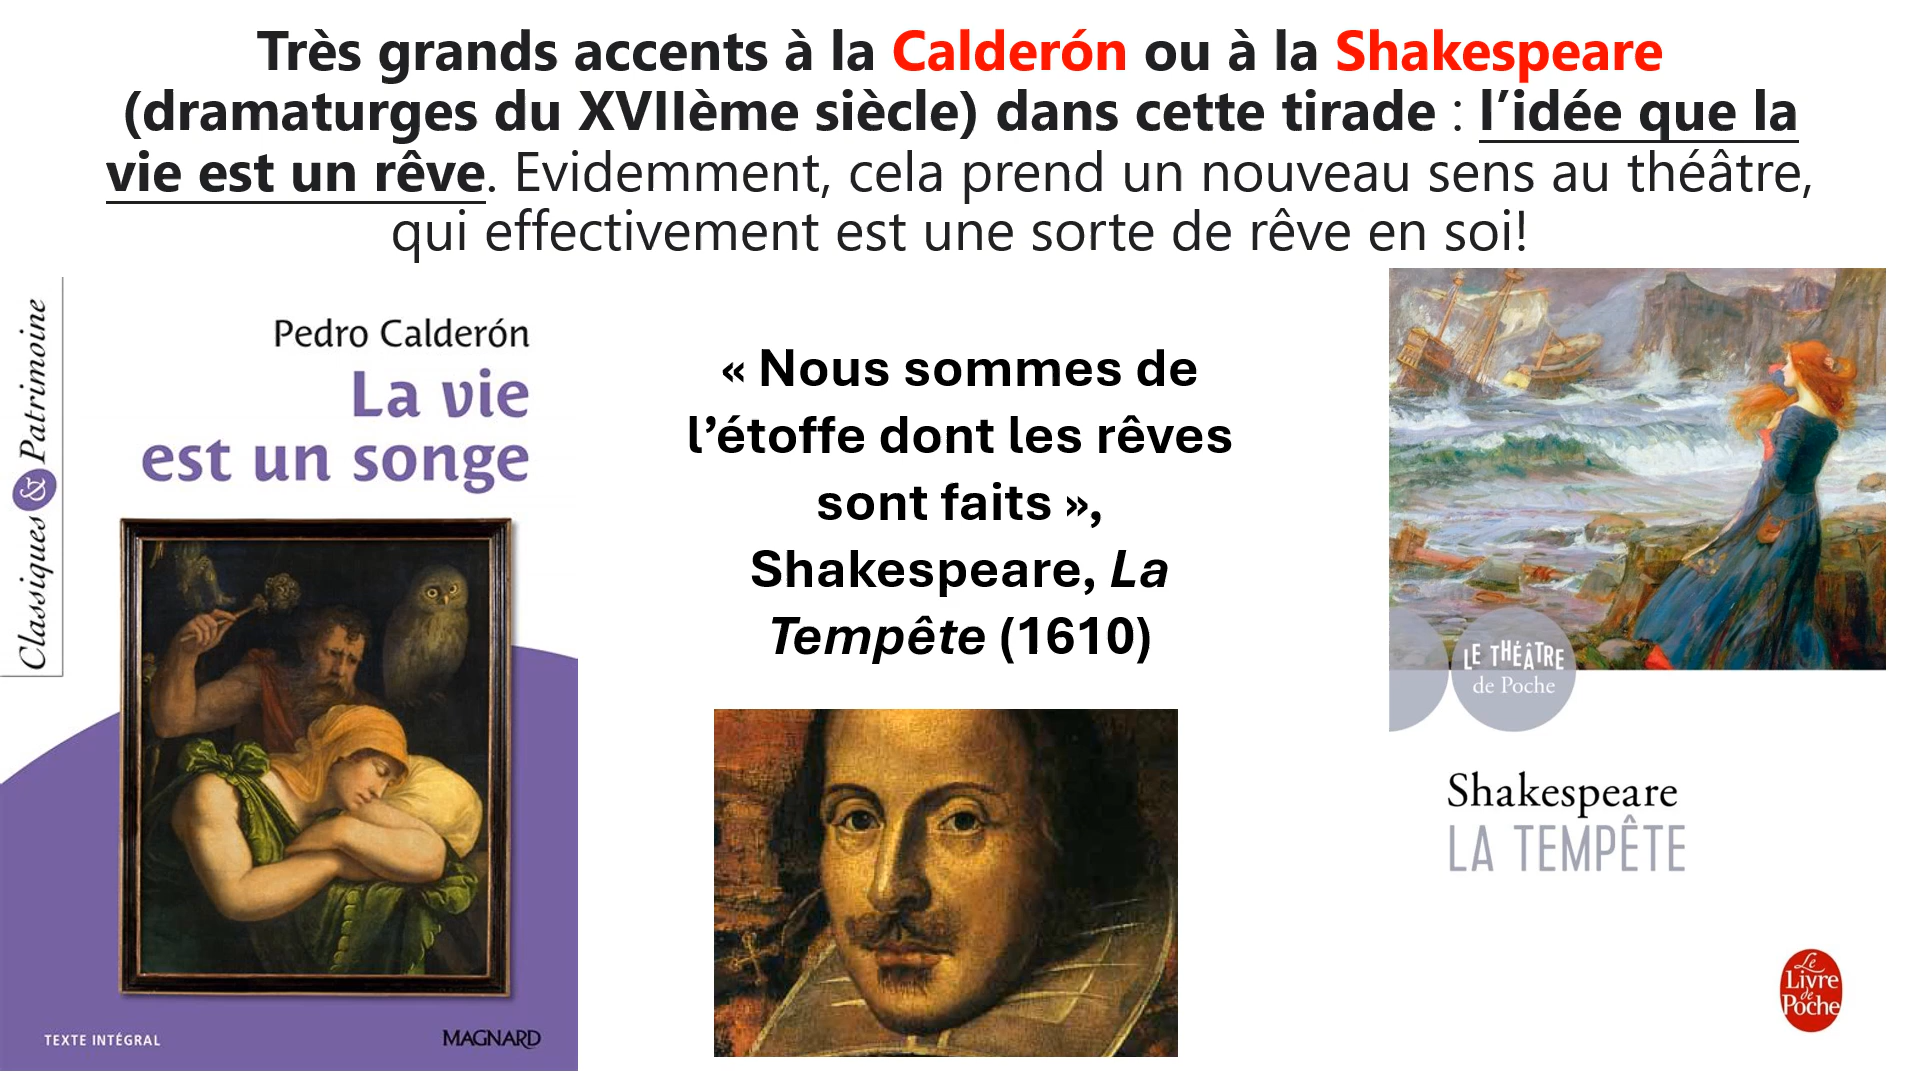 Très grands accents à la Calderón ou à la Shakespeare
(dramaturges du XVIIème siècle) dans cette tirade : l’idée que la
vie est un rêve. Evidemment, cela prend un nouveau sens au théâtre,
qui effectivement est une sorte de rêve en soi!
Classiques & Patrimoine
Pedro Calderón
La vie
est un songe
TEXTE INTÉGRAL
MAGNARD
« Nous sommes de
l’étoffe dont les rêves
sont faits »,
Shakespeare, La
Tempête (1610)
LE THÉÂTRE
de Poche
Shakespeare
LA TEMPÊTE
Le
Livre
de
Poche